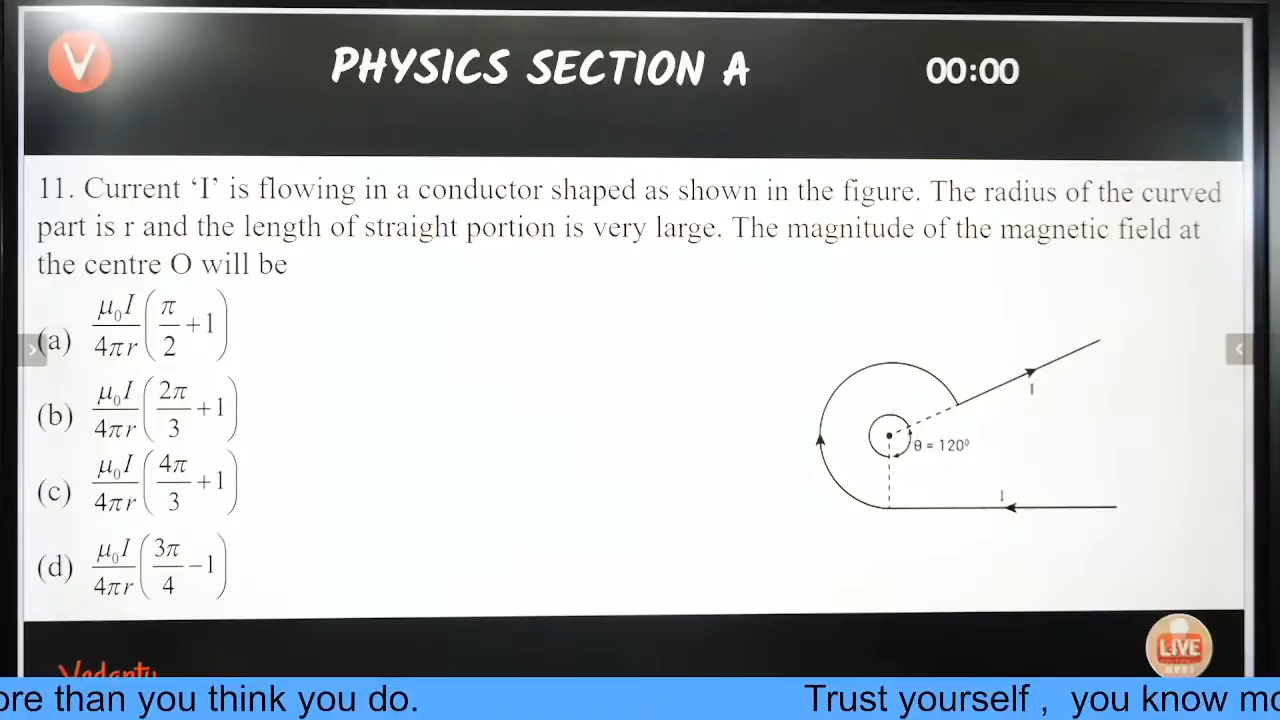 V
PHYSICS SECTION A
00:00
11. Current ‘I’ is flowing in a conductor shaped as shown in the figure. The radius of the curved
part is r and the length of straight portion is very large. The magnitude of the magnetic field at
the centre O will be
(a) μ₀I/4πr (π/2 + 1)
(b) μ₀I/4πr (2π/3 + 1)
(c) μ₀I/4πr (4π/3 + 1)
(d) μ₀I/4πr (3π/4 − 1)
I
θ = 120⁰
I
LIVE
Vedantu
ore than you think you do.
Trust yourself , you know mo